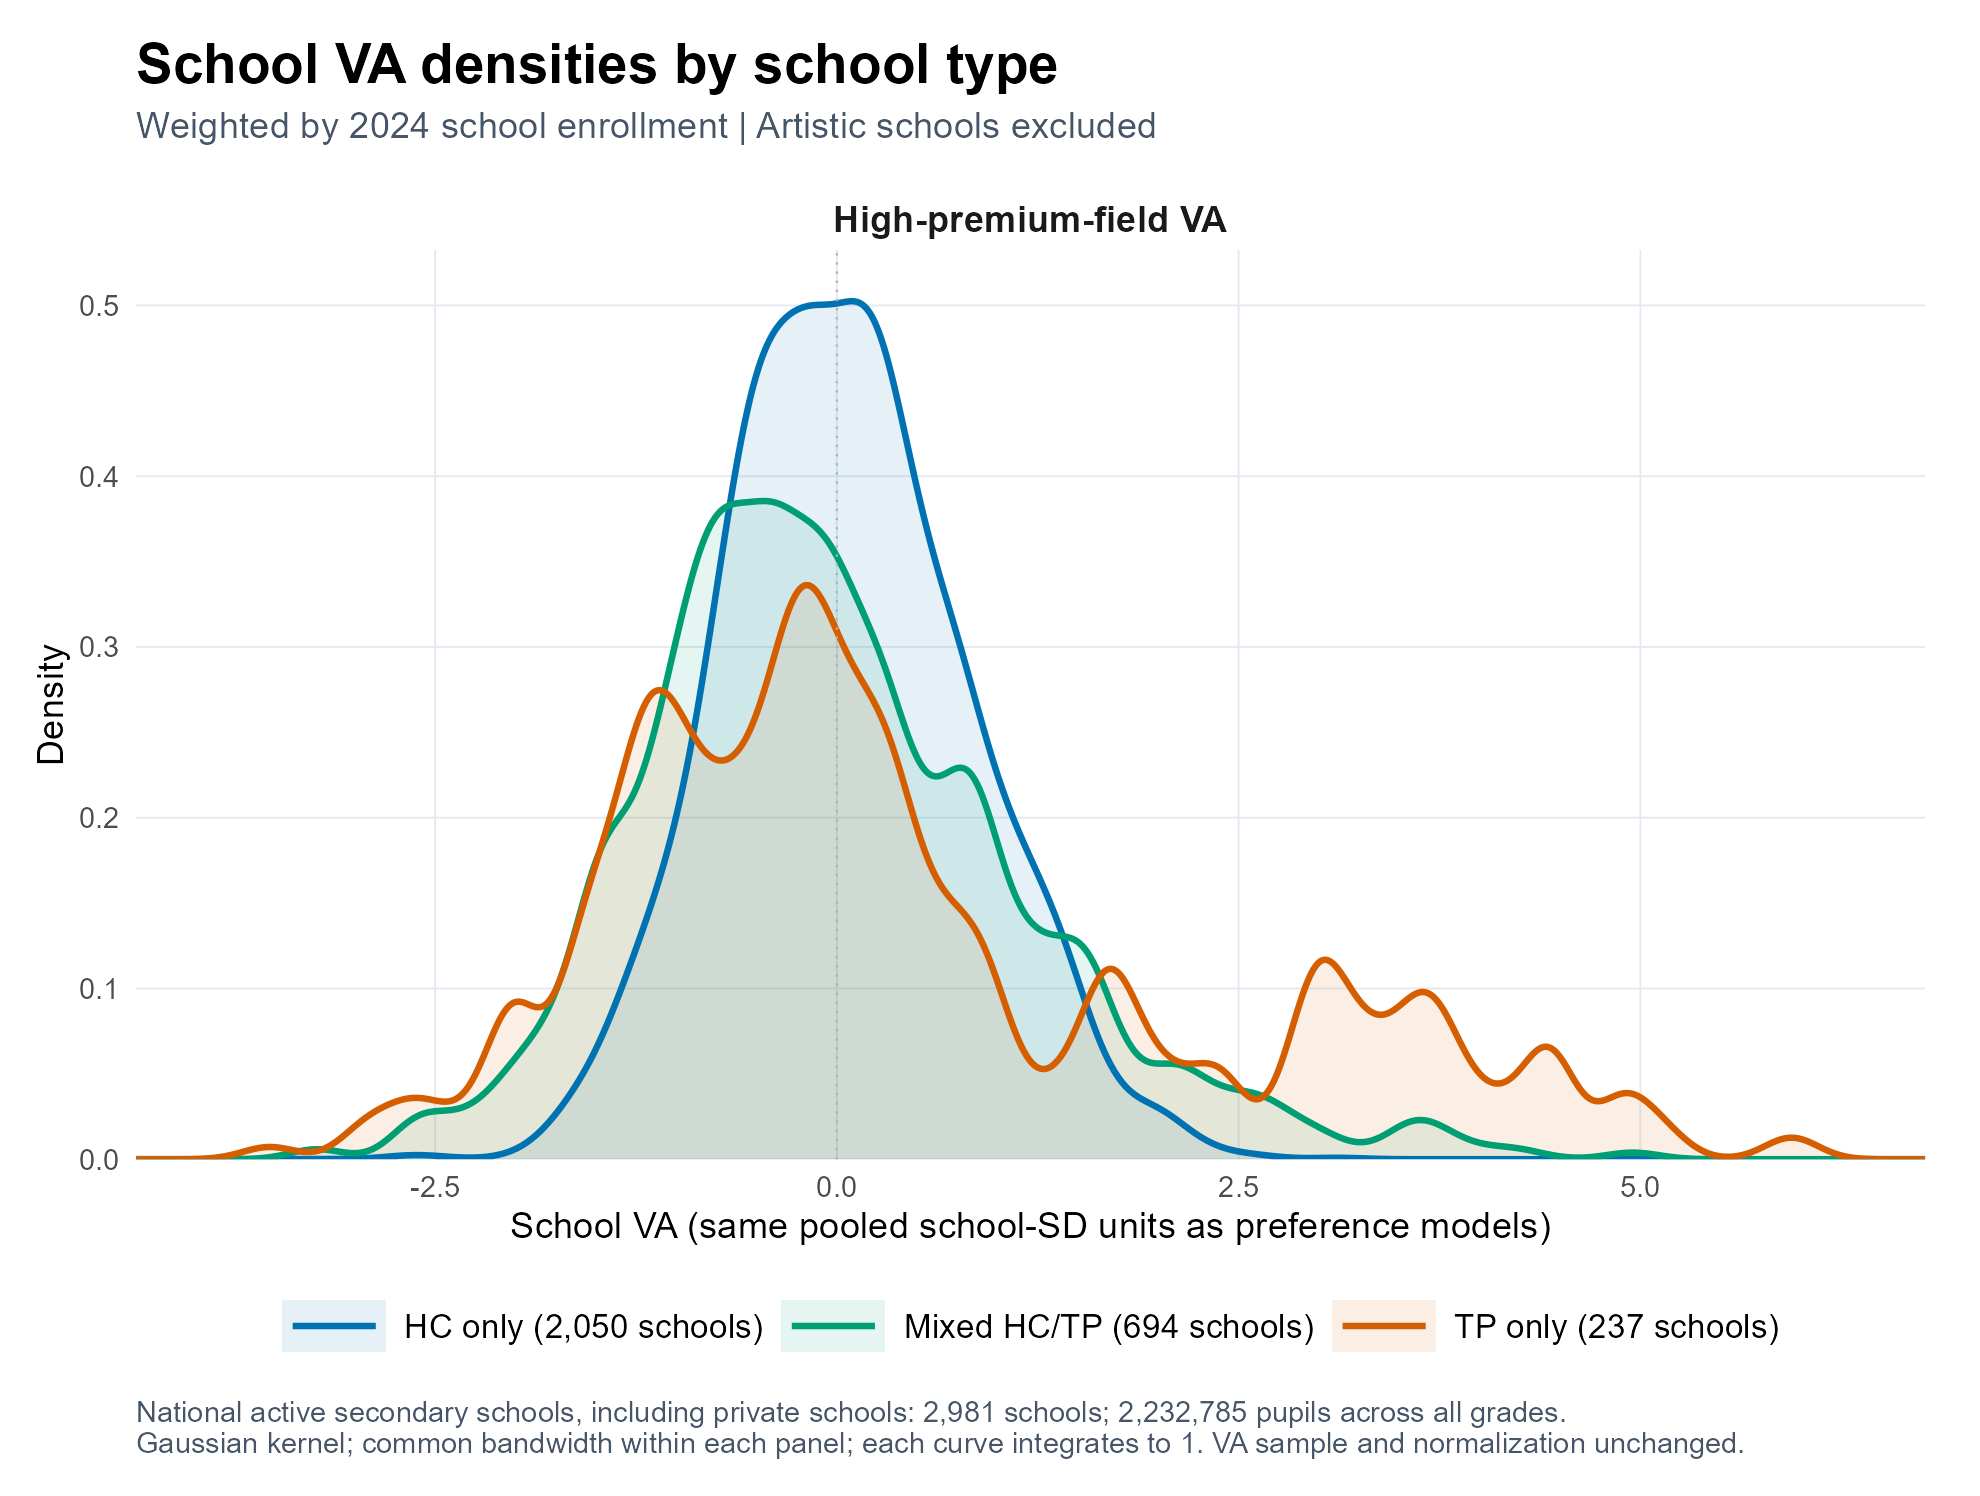 School VA densities by school type
Weighted by 2024 school enrollment | Artistic schools excluded
High-premium-field VA
0.5
0.4
0.3
0.2
0.1
0.0
Density
-2.5
0.0
2.5
5.0
School VA (same pooled school-SD units as preference models)
HC only (2,050 schools)
Mixed HC/TP (694 schools)
TP only (237 schools)
National active secondary schools, including private schools: 2,981 schools; 2,232,785 pupils across all grades.
Gaussian kernel; common bandwidth within each panel; each curve integrates to 1. VA sample and normalization unchanged.